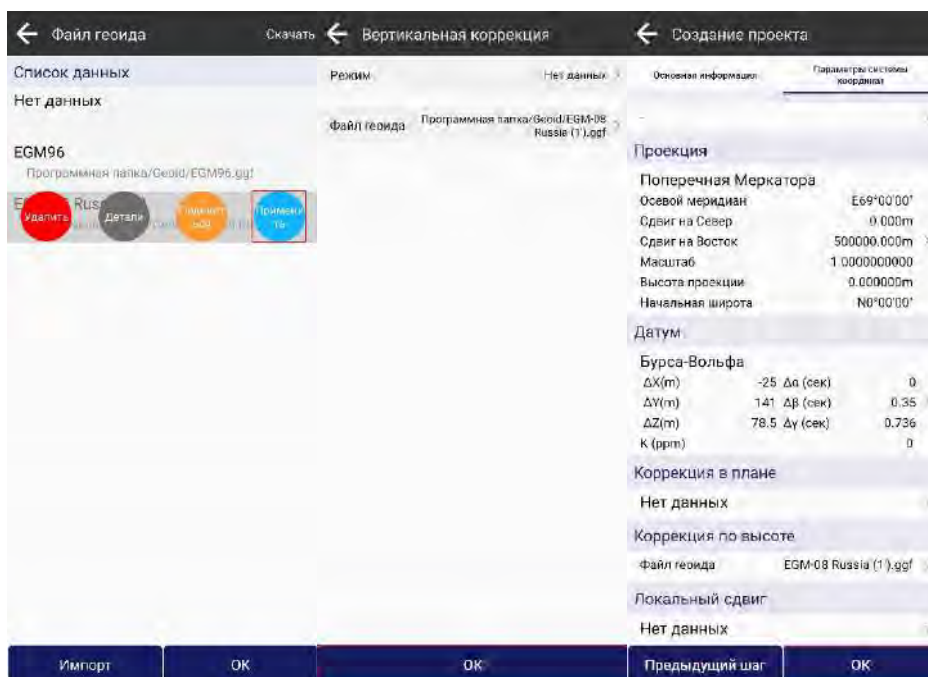 Файл геоида
Скачать
Список данных
Нет данных
EGM96
Программная папка/Geoid/EGM96.ggf
Rus
Удалить
Детали
Примени
ть
Импорт
OK
Вертикальная коррекция
Режим
Нет данных
Файл геоида
Программная папка/Geoid/EGM-08
Russia (1').ggf
OK
Создание проекта
Основная информация
Параметры системы
координат
Проекция
Поперечная Меркатора
Осевой меридиан E69°00'00"
Сдвиг на Север 0.000m
Сдвиг на Восток 500000.000m
Масштаб 1.0000000000
Высота проекции 0.000000m
Начальная широта N0°00'00"
Датум
Бурса-Вольфа
ΔX(m) -25 Δα (сек) 0
ΔY(m) 141 Δβ (сек) 0.35
ΔZ(m) 78.5 Δγ (сек) 0.736
K (ppm) 0
Коррекция в плане
Нет данных
Коррекция по высоте
Файл геоида EGM-08 Russia (1').ggf
Локальный сдвиг
Нет данных
Предыдущий шаг
OK